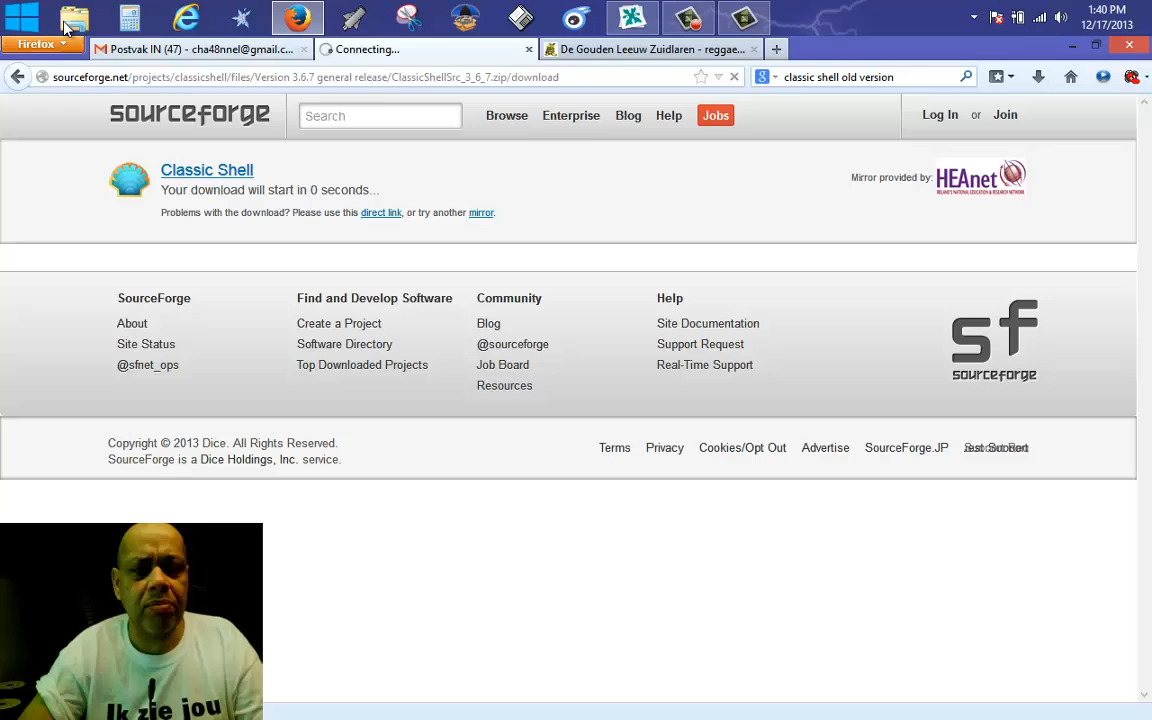 1:40 PM
12/17/2013
Firefox
Postvak IN (47) - cha48nnel@gmail.c...
Connecting...
De Gouden Leeuw Zuidlaren - reggae...
sourceforge.net/projects/classicshell/files/Version 3.6.7 general release/ClassicShellSrc_3_6_7.zip/download
classic shell old version
sourceforge
Search
Browse
Enterprise
Blog
Help
Jobs
Log In or Join
Classic Shell
Your download will start in 0 seconds...
Problems with the download? Please use this direct link, or try another mirror.
Mirror provided by:
HEAnet
SourceForge
Find and Develop Software
Community
Help
About
Create a Project
Blog
Site Documentation
Site Status
Software Directory
@sourceforge
Support Request
@sfnet_ops
Top Downloaded Projects
Job Board
Real-Time Support
Resources
sf
sourceforge
Copyright © 2013 Dice. All Rights Reserved.
SourceForge is a Dice Holdings, Inc. service.
Terms
Privacy
Cookies/Opt Out
Advertise
SourceForge.JP
Ik zie jou